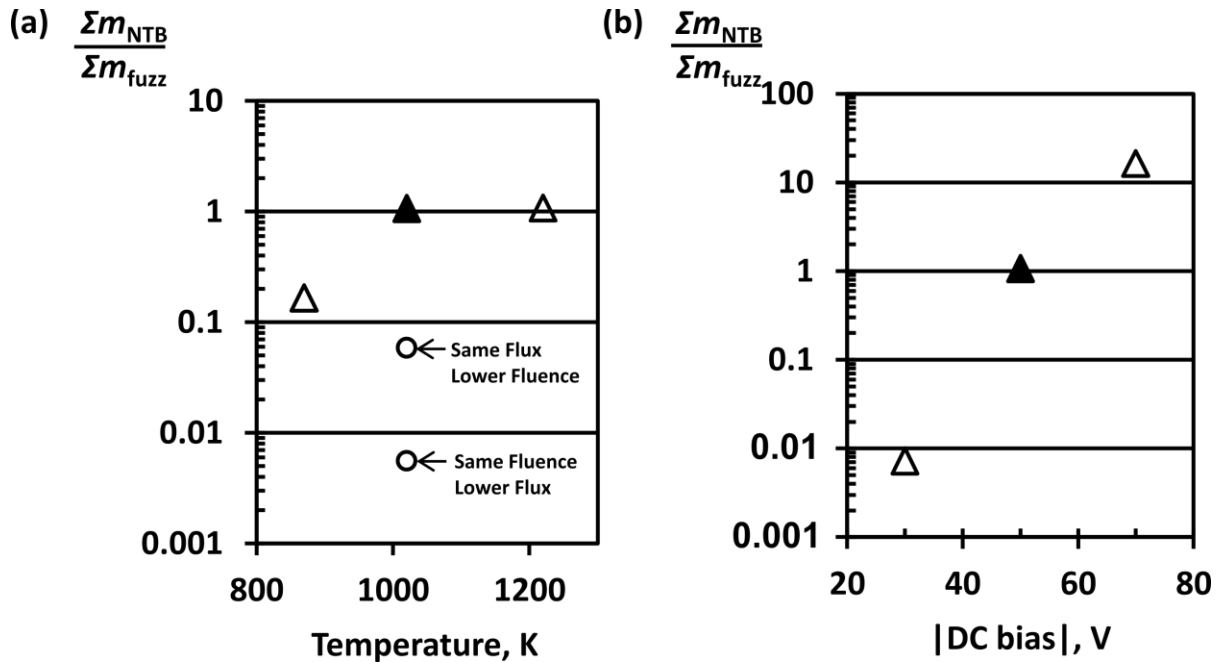 (a)
Σm_NTB
Σm_fuzz
10
1
0.1
0.01
0.001
Same Flux
Lower Fluence
Same Fluence
Lower Flux
800 1000 1200
Temperature, K
(b)
Σm_NTB
Σm_fuzz
100
10
1
0.1
0.01
0.001
20 40 60 80
|DC bias|, V